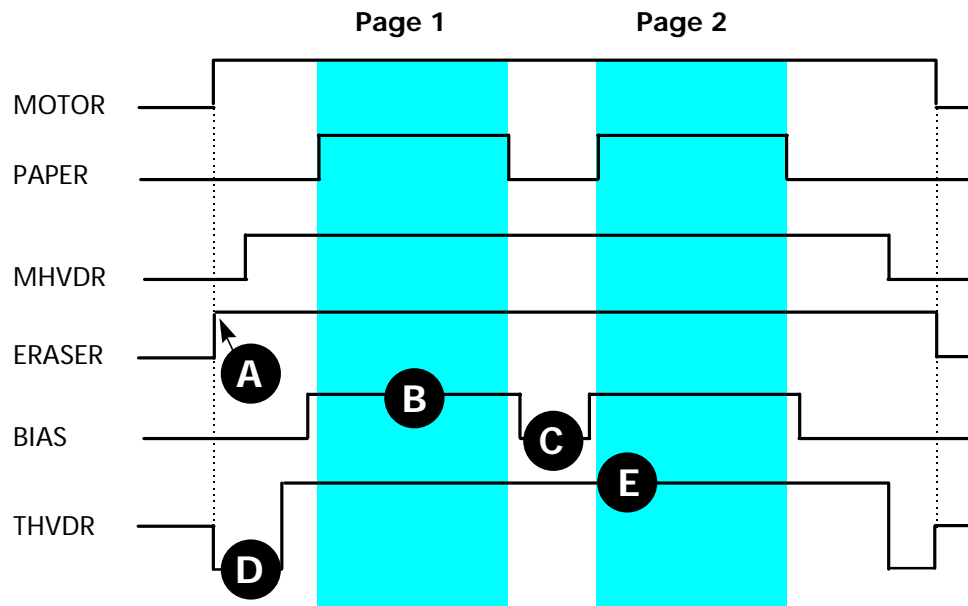 Page 1 Page 2
MOTOR
PAPER
MHVDR
ERASER
A
B
BIAS
C
E
THVDR
D